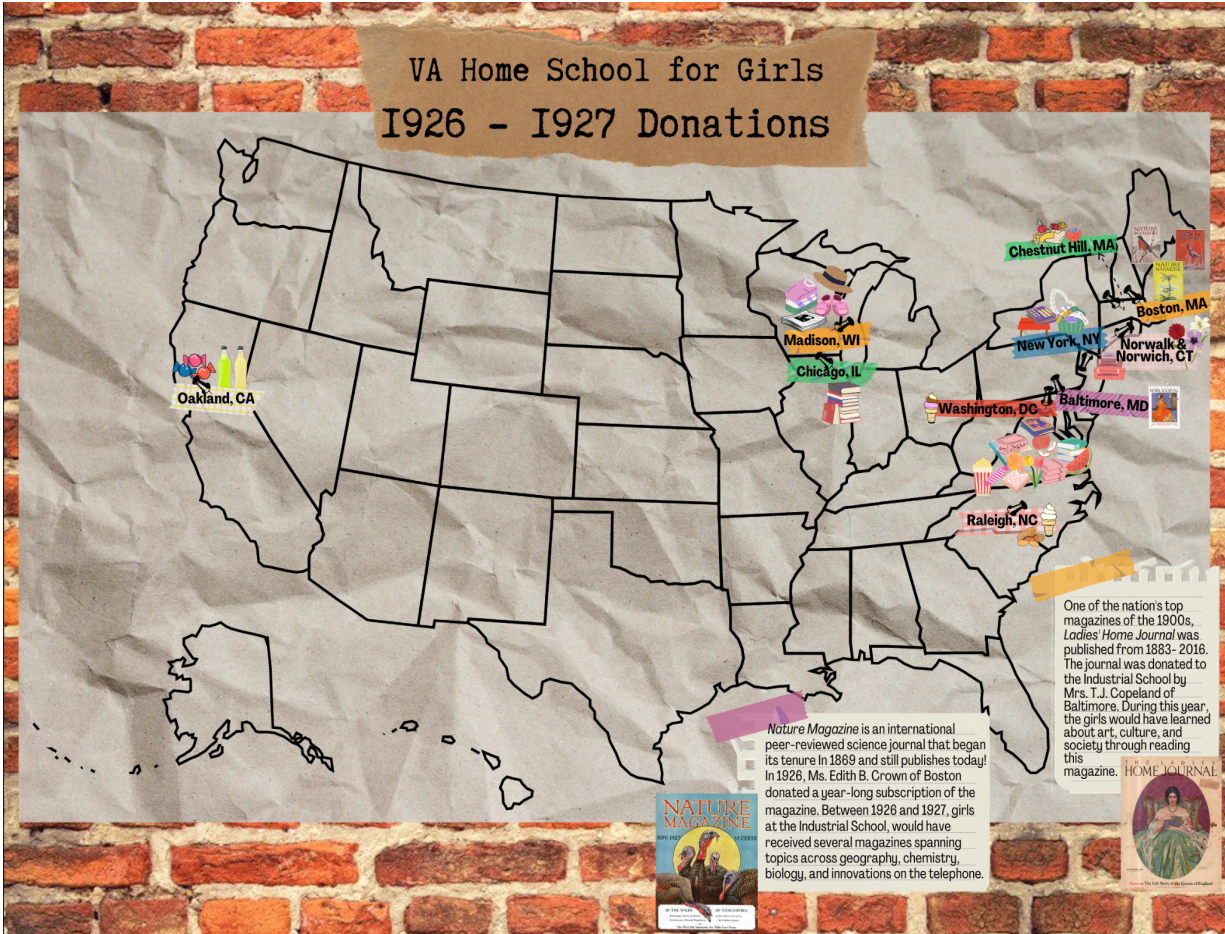 VA Home School for Girls
1926 - 1927 Donations
Chestnut Hill, MA
Boston, MA
Madison, WI
New York, NY
Norwalk &
Norwich, CT
Chicago, IL
Oakland, CA
Washington, DC
Baltimore, MD
Raleigh, NC
One of the nation's top
magazines of the 1900s,
Ladies' Home Journal was
published from 1883- 2016.
The journal was donated to
the Industrial School by
Mrs. T.J. Copeland of
Baltimore. During this year,
the girls would have learned
about art, culture, and
society through reading
this
magazine.
Nature Magazine is an international
peer-reviewed science journal that began
its tenure In 1869 and still publishes today!
In 1926, Ms. Edith B. Crown of Boston
donated a year-long subscription of the
magazine. Between 1926 and 1927, girls
at the Industrial School, would have
received several magazines spanning
topics across geography, chemistry,
biology, and innovations on the telephone.
NATURE
MAGAZINE
THE LADIES
HOME JOURNAL
NATURE
MAGAZINE